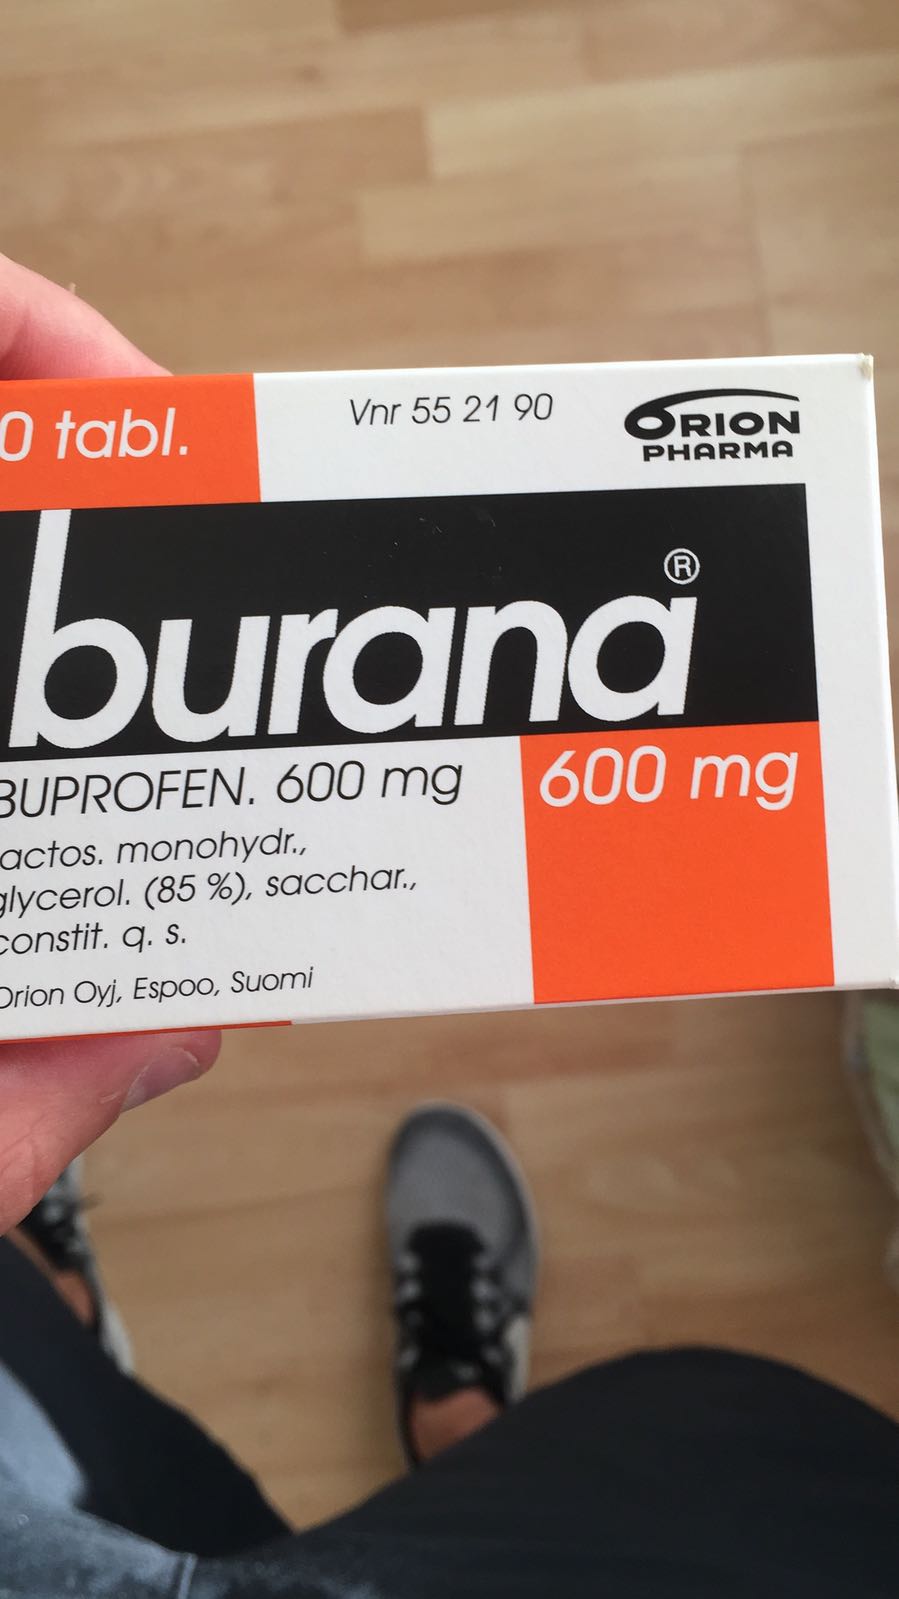 0 tabl.
Vnr 55 21 90
ORION
PHARMA
burana®
BUPROFEN. 600 mg
600 mg
actos. monohydr.,
glycerol. (85 %), sacchar.,
constit. q. s.
Orion Oyj, Espoo, Suomi